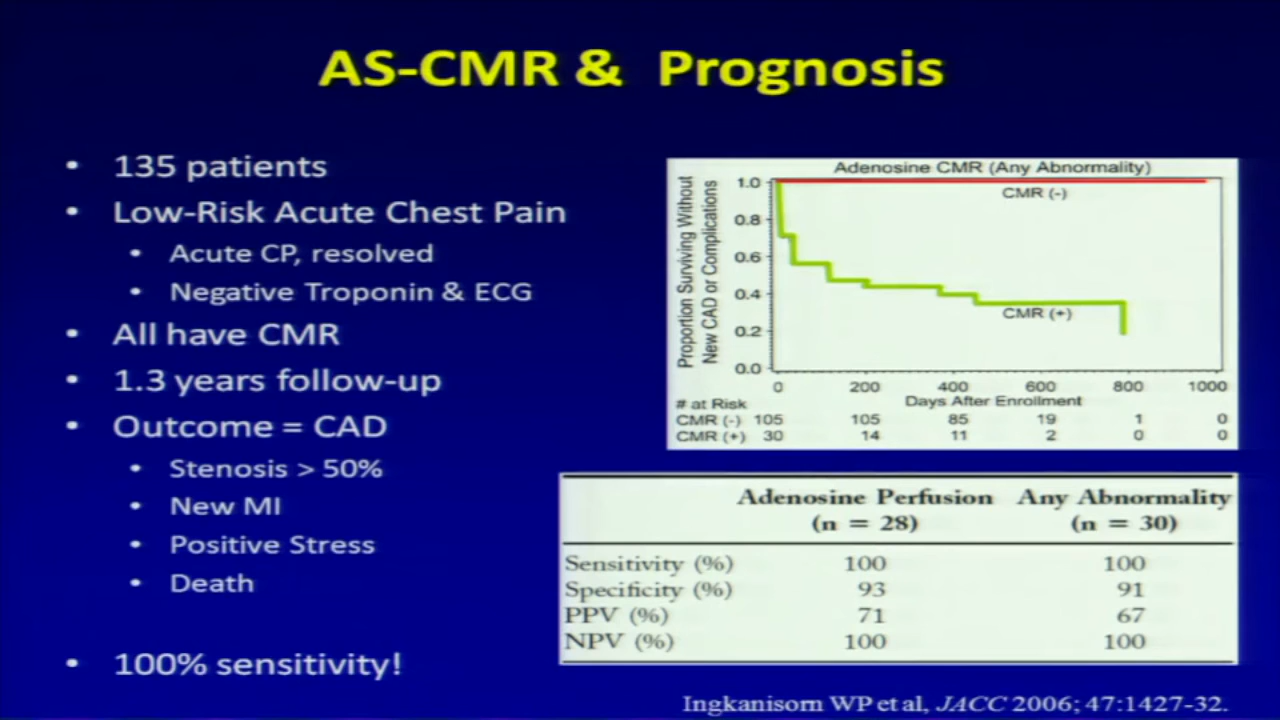 AS-CMR & Prognosis
• 135 patients
• Low-Risk Acute Chest Pain
• Acute CP, resolved
• Negative Troponin & ECG
• All have CMR
• 1.3 years follow-up
• Outcome = CAD
• Stenosis > 50%
• New MI
• Positive Stress
• Death
• 100% sensitivity!
Adenosine CMR (Any Abnormality)
Proportion Surviving Without
New CAD or Complications
1.0
0.8
0.6
0.4
0.2
0.0
CMR (-)
CMR (+)
0 200 400 600 800 1000
# at Risk Days After Enrollment
CMR (-) 105 105 85 19 1 0
CMR (+) 30 14 11 2 0 0
Adenosine Perfusion Any Abnormality
(n = 28) (n = 30)
Sensitivity (%) 100 100
Specificity (%) 93 91
PPV (%) 71 67
NPV (%) 100 100
Ingkanisorn WP et al, JACC 2006; 47:1427-32.